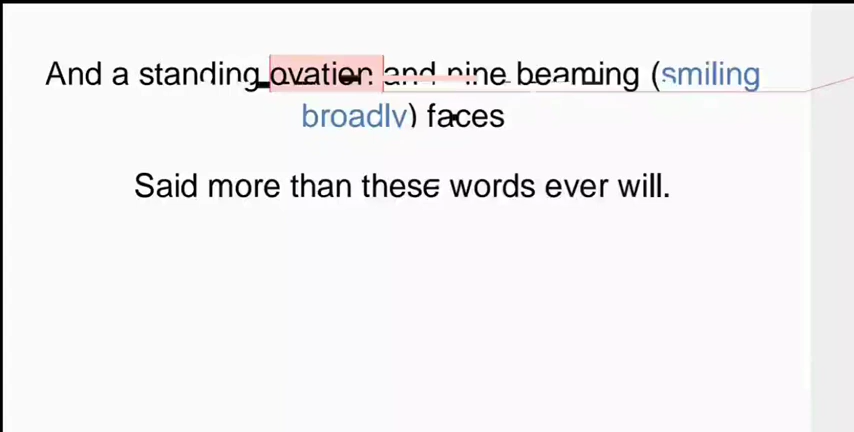 And a standing ovation and nine beaming (smiling
broadly) faces
Said more than these words ever will.